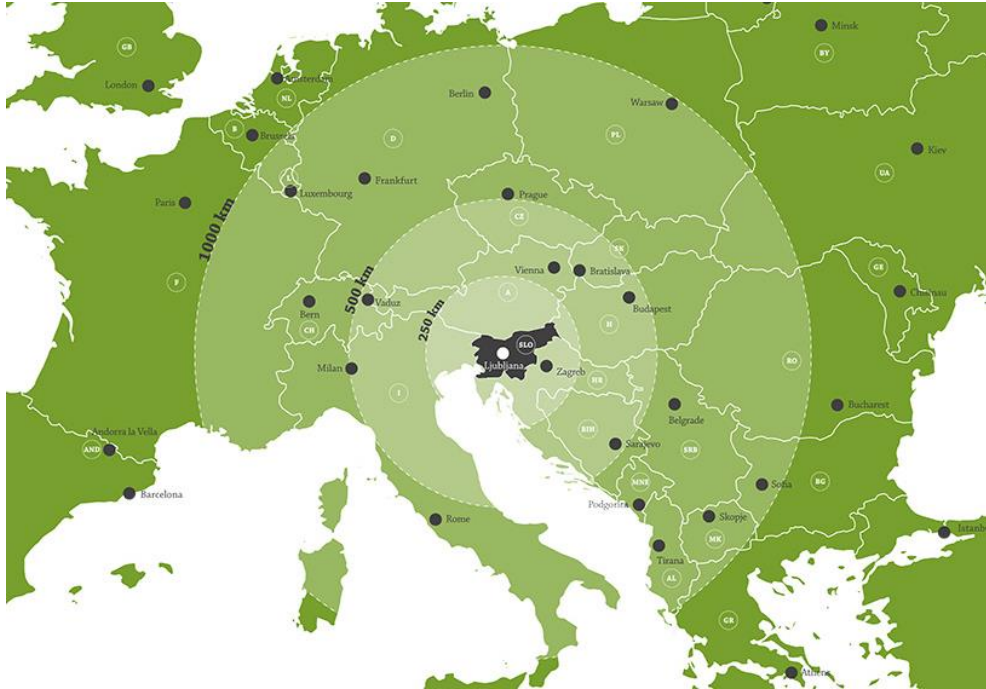 Minsk
GB
BY
Amsterdam
London
Berlin
NL
Warsaw
B
Brussels
D
PL
Kiev
UA
L
Frankfurt
Luxembourg
Prague
Paris
1000 km
CZ
SK
GE
Vienna
Bratislava
F
500 km
A
Chisinau
Bern
Vaduz
Budapest
250 km
CH
H
SLO
RO
Ljubljana
Milan
Zagreb
HR
I
Belgrade
Bucharest
Andorra la Vella
BIH
AND
Sarajevo
SRB
MNE
Sofia
BG
Barcelona
Podgorica
Rome
Skopje
MK
Istanb
Tirana
AL
GR
Athens